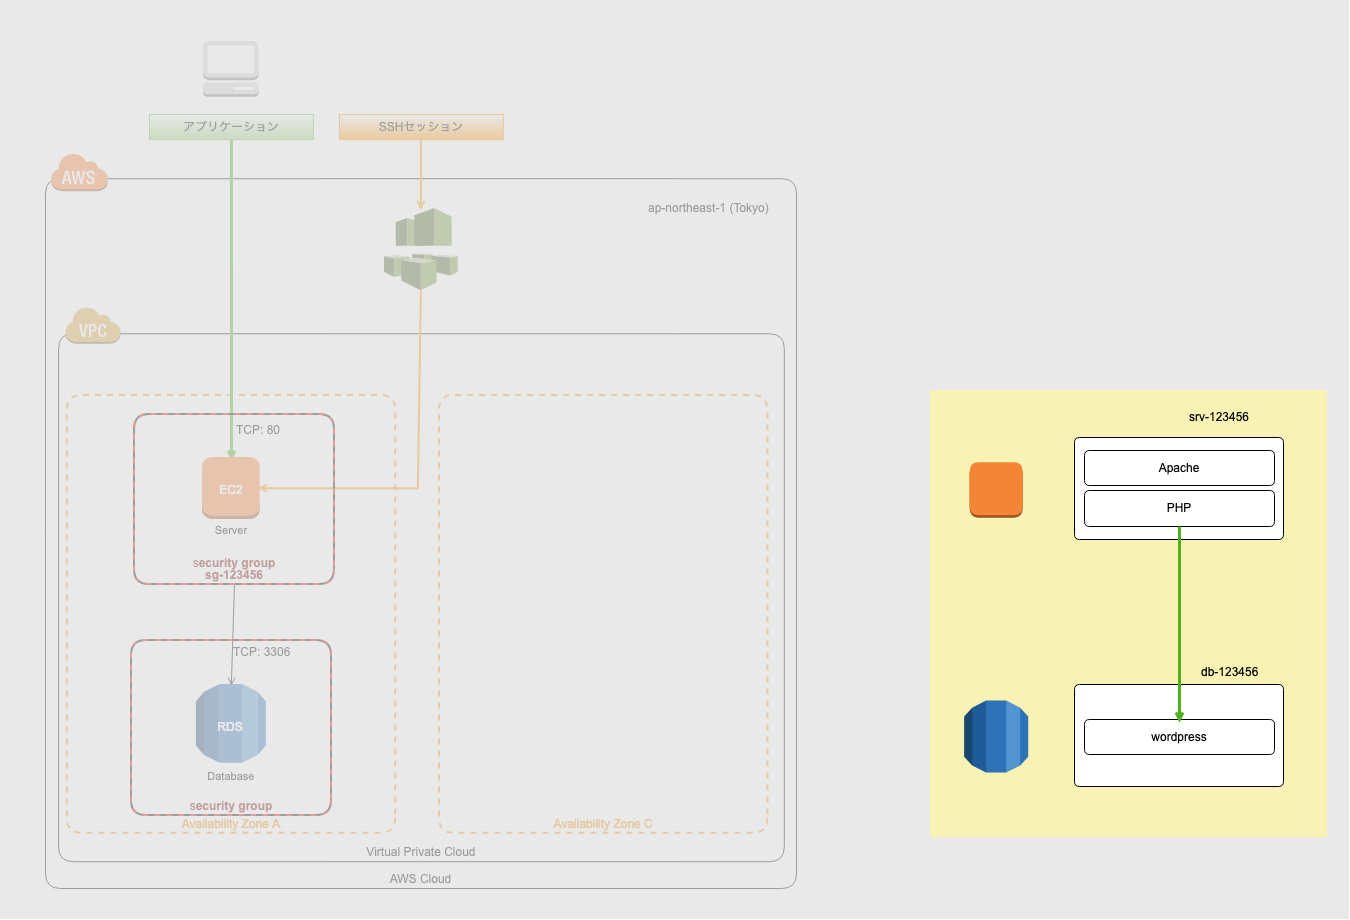 アプリケーション
SSHセッション
AWS
ap-northeast-1 (Tokyo)
VPC
TCP: 80
EC2
Server
security group
sg-123456
TCP: 3306
RDS
Database
security group
Availability Zone A
Availability Zone C
Virtual Private Cloud
AWS Cloud
srv-123456
Apache
PHP
db-123456
wordpress